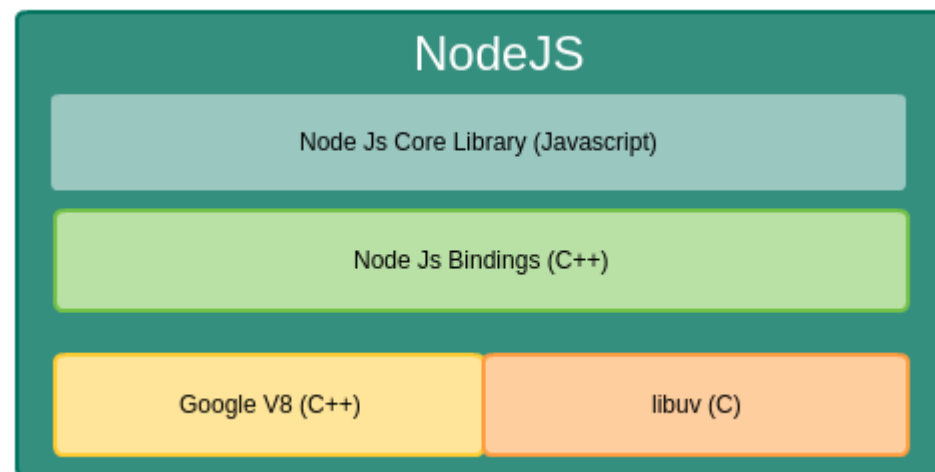 NodeJS
Node Js Core Library (Javascript)
Node Js Bindings (C++)
Google V8 (C++)
libuv (C)